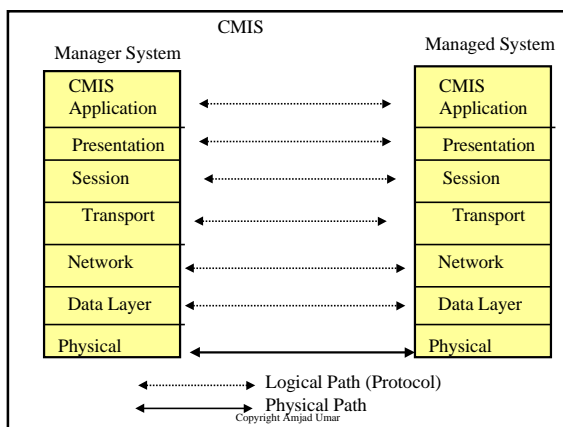 CMIS
Manager System
Managed System
CMIS
Application
CMIS
Application
Presentation
Presentation
Session
Session
Transport
Transport
Network
Network
Data Layer
Data Layer
Physical
Physical
Logical Path (Protocol)
Physical Path
Copyright Amjad Umar